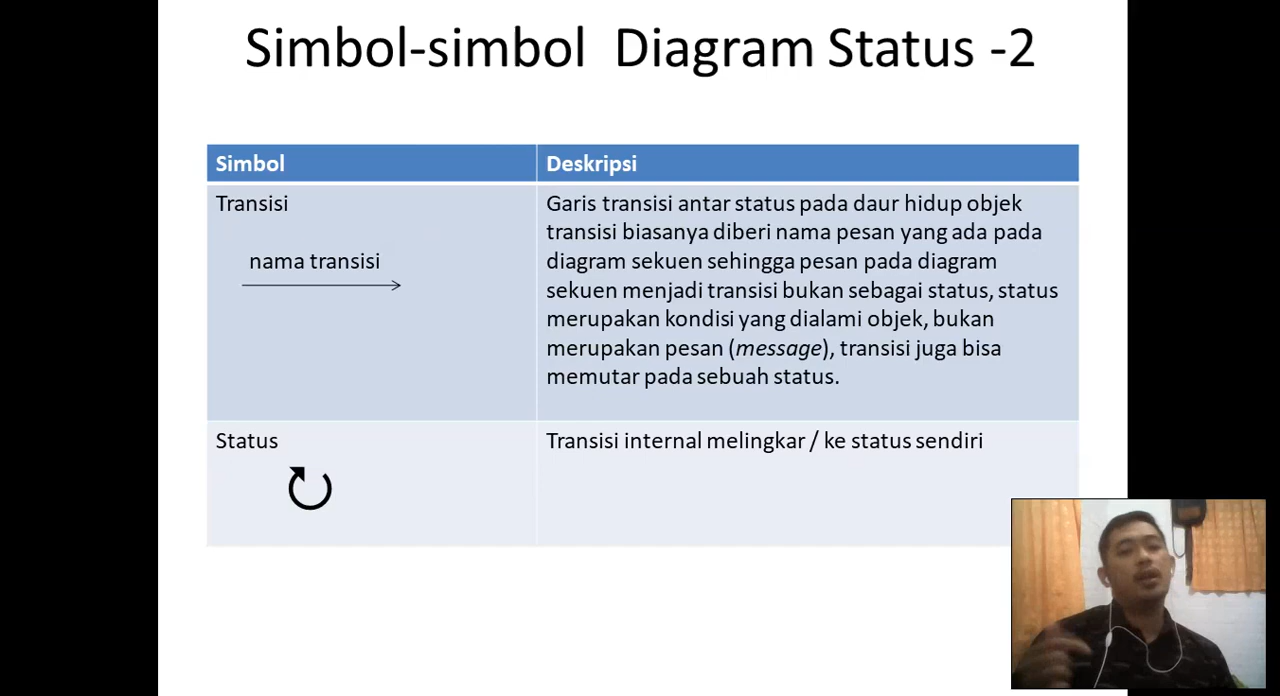 Simbol-simbol Diagram Status -2
Simbol
Deskripsi
Transisi
nama transisi
Garis transisi antar status pada daur hidup objek
transisi biasanya diberi nama pesan yang ada pada
diagram sekuen sehingga pesan pada diagram
sekuen menjadi transisi bukan sebagai status, status
merupakan kondisi yang dialami objek, bukan
merupakan pesan (message), transisi juga bisa
memutar pada sebuah status.
Status
Transisi internal melingkar / ke status sendiri